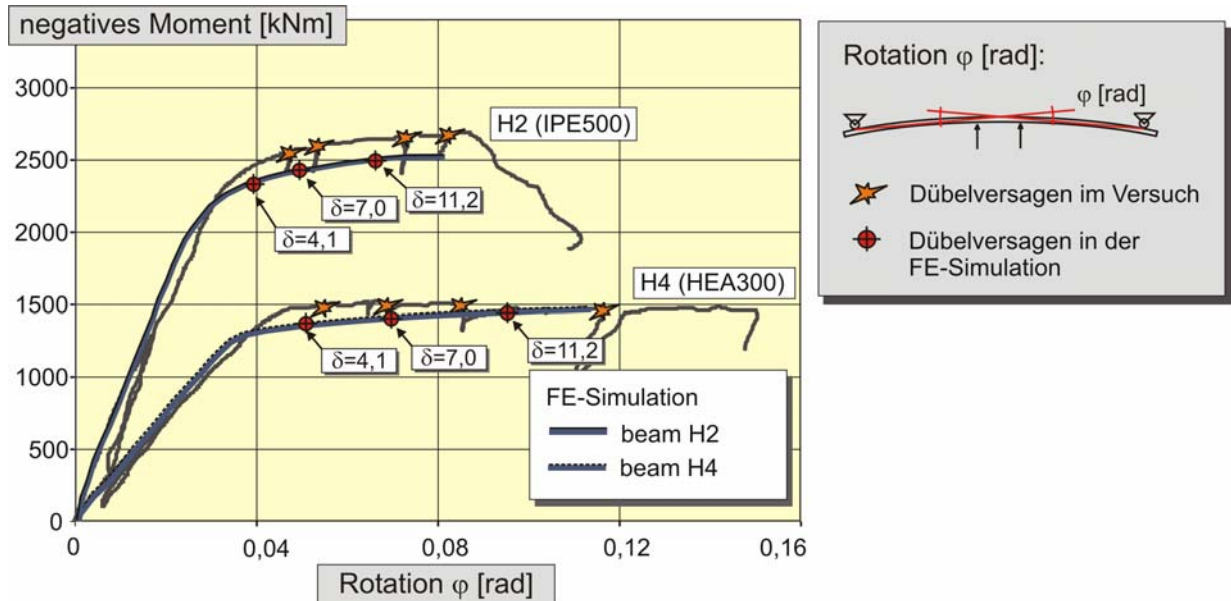 negatives Moment [kNm]
3000
2500
2000
1500
1000
500
0
0
0,04
0,08
0,12
0,16
Rotation φ [rad]
H2 (IPE500)
δ=4,1
δ=7,0
δ=11,2
H4 (HEA300)
δ=4,1
δ=7,0
δ=11,2
FE-Simulation
beam H2
beam H4
Rotation φ [rad]:
φ [rad]
Dübelversagen im Versuch
Dübelversagen in der
FE-Simulation